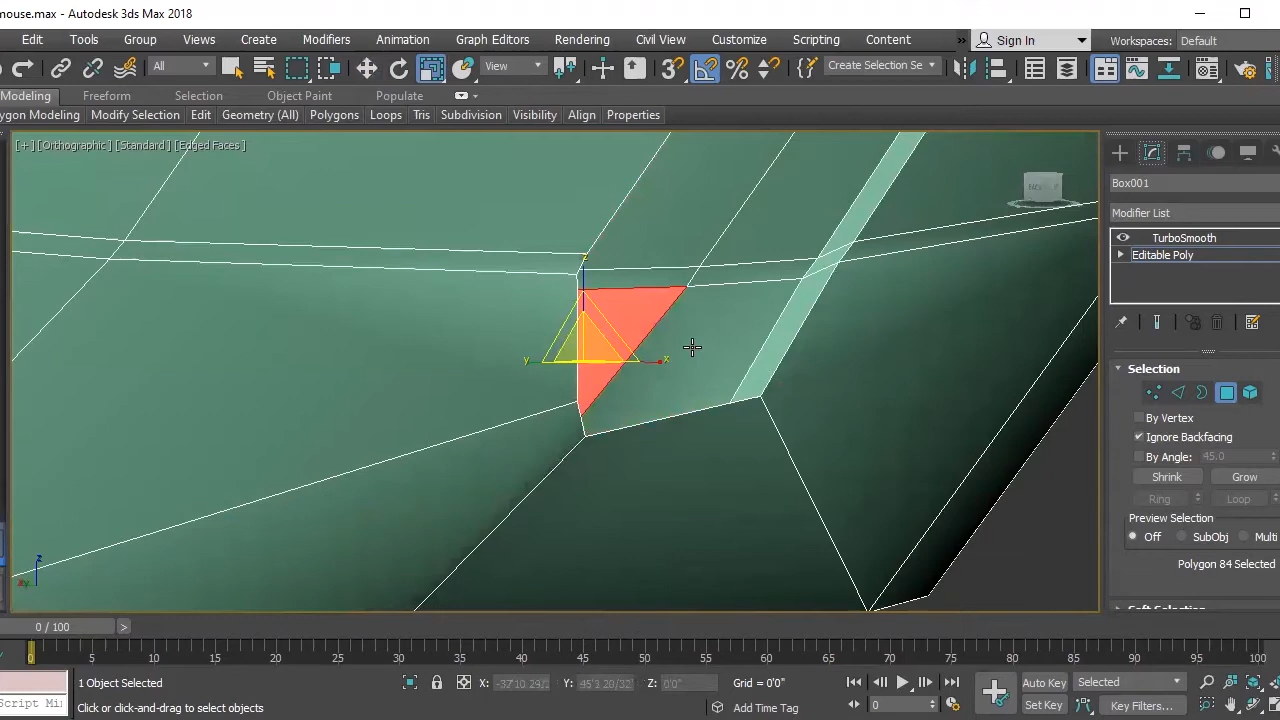 mouse.max - Autodesk 3ds Max 2018
Edit Tools Group Views Create Modifiers Animation Graph Editors Rendering Civil View Customize Scripting Content » Sign In Workspaces: Default
All View Create Selection Se
Modeling Freeform Selection Object Paint Populate
ygon Modeling Modify Selection Edit Geometry (All) Polygons Loops Tris Subdivision Visibility Align Properties
[+] [Orthographic] [Standard] [Edged Faces]
Box001
Modifier List
TurboSmooth
Editable Poly
z
y x
Selection
By Vertex
Ignore Backfacing
By Angle: 45.0
Shrink Grow
Ring Loop
Preview Selection
Off SubObj Multi
Polygon 84 Selected
z
0 / 100 >
0 5 10 15 20 25 30 35 40 45 50 55 60 65 70 75 80 85 90 95 100
1 Object Selected X: Y: Z: 0'0" Grid = 0'0" Auto Key Selected
Script Mi Click or click-and-drag to select objects Add Time Tag 0 Set Key Key Filters...